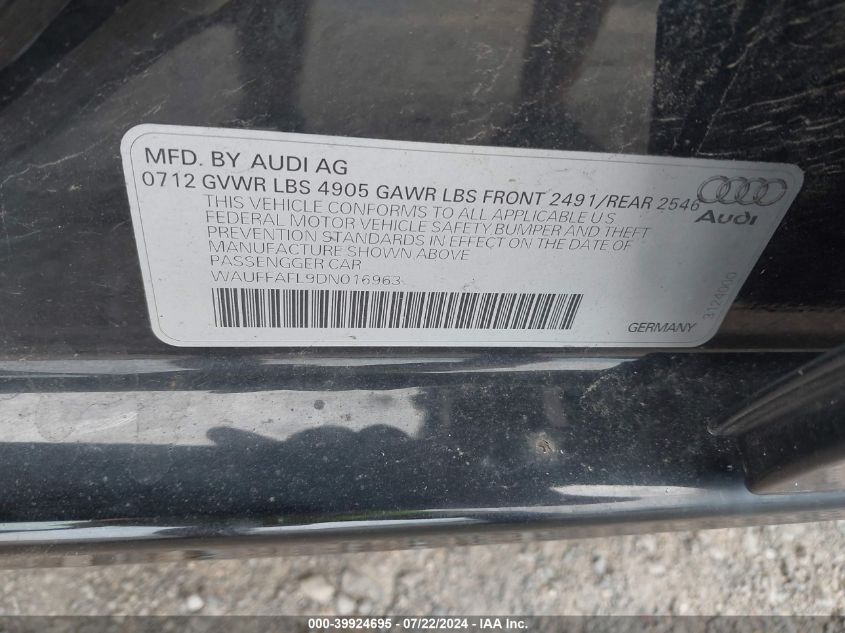 MFD. BY AUDI AG
0712 GVWR LBS 4905 GAWR LBS FRONT 2491/REAR 2546
THIS VEHICLE CONFORMS TO ALL APPLICABLE U S
FEDERAL MOTOR VEHICLE SAFETY BUMPER AND THEFT
PREVENTION STANDARDS IN EFFECT ON THE DATE OF
MANUFACTURE SHOWN ABOVE
PASSENGGER CAR
WAUFFAFL9DN016963
Audi
3124000
GERMANY
000-39924695 - 07/22/2024 - IAA Inc.